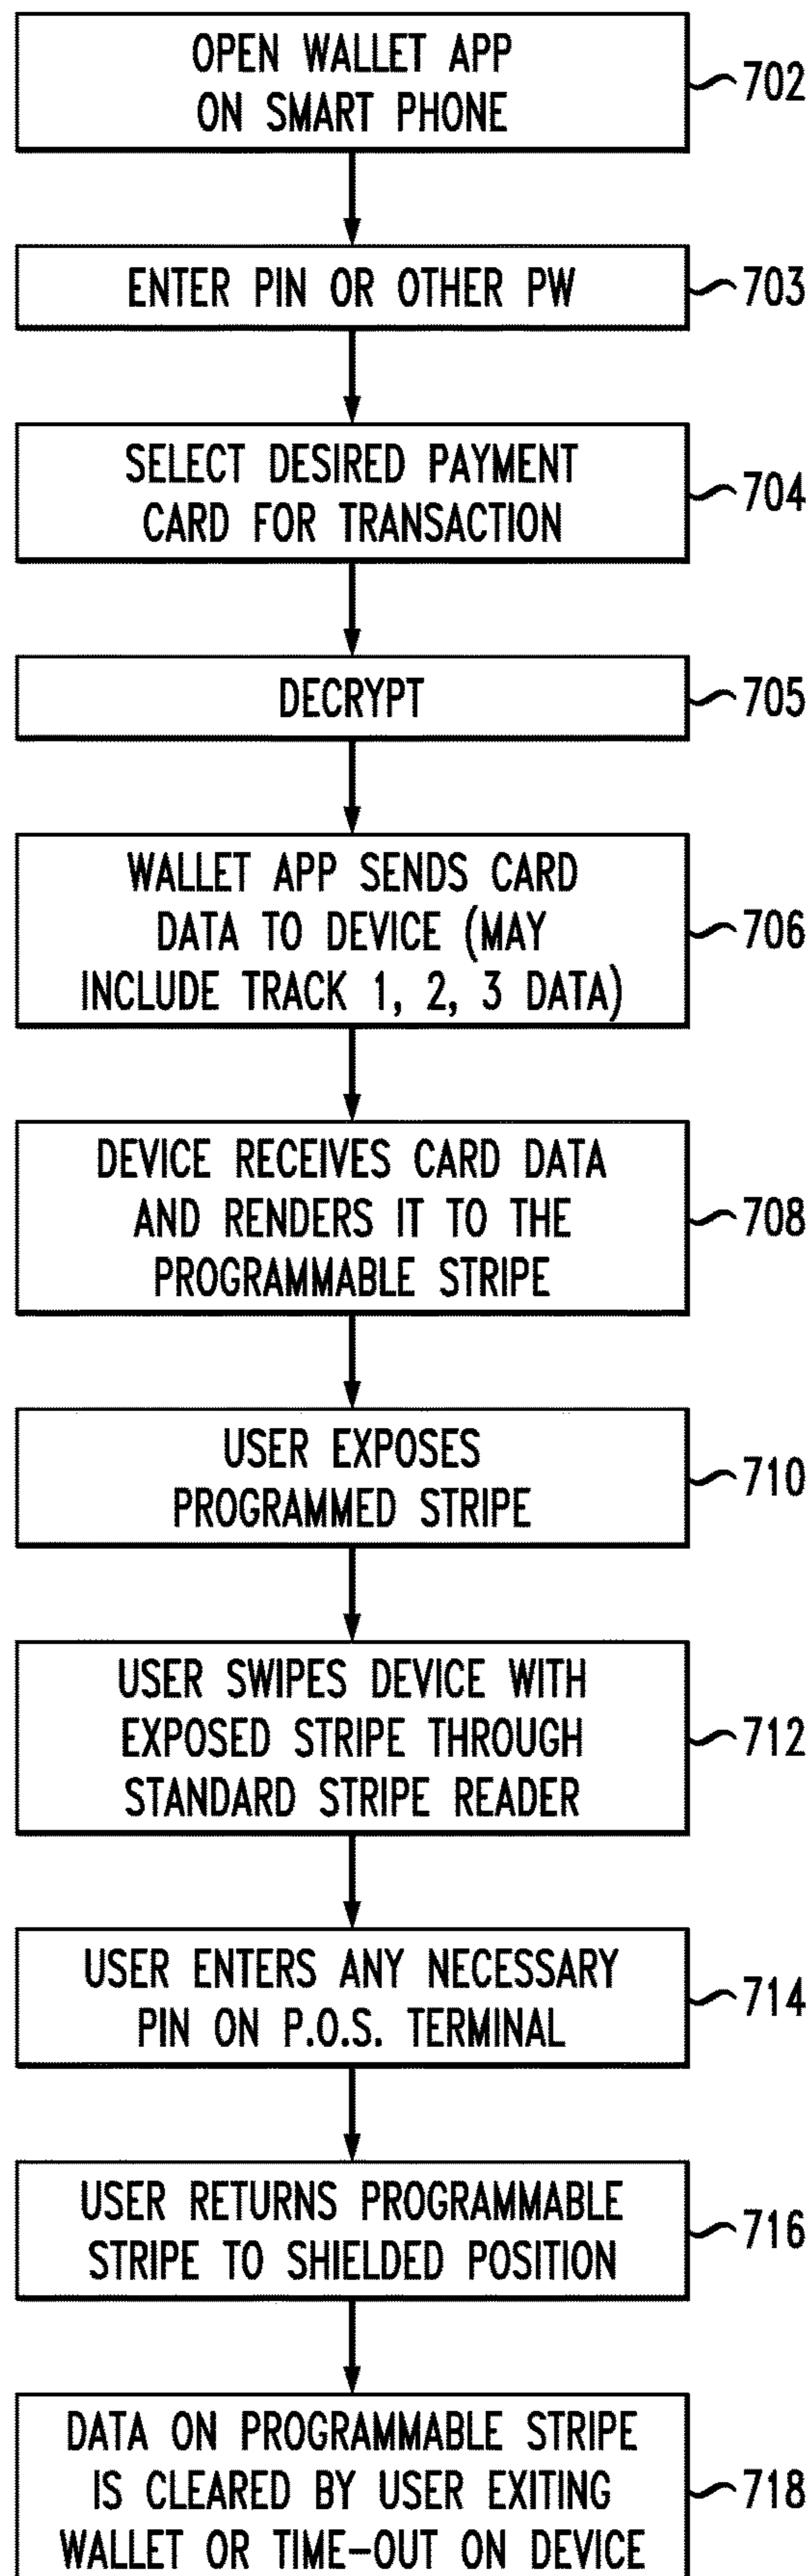 OPEN WALLET APP
ON SMART PHONE
702
ENTER PIN OR OTHER PW
703
SELECT DESIRED PAYMENT
CARD FOR TRANSACTION
704
DECRYPT
705
WALLET APP SENDS CARD
DATA TO DEVICE (MAY
INCLUDE TRACK 1, 2, 3 DATA)
706
DEVICE RECEIVES CARD DATA
AND RENDERS IT TO THE
PROGRAMMABLE STRIPE
708
USER EXPOSES
PROGRAMMED STRIPE
710
USER SWIPES DEVICE WITH
EXPOSED STRIPE THROUGH
STANDARD STRIPE READER
712
USER ENTERS ANY NECESSARY
PIN ON P.O.S. TERMINAL
714
USER RETURNS PROGRAMMABLE
STRIPE TO SHIELDED POSITION
716
DATA ON PROGRAMMABLE STRIPE
IS CLEARED BY USER EXITING
WALLET OR TIME-OUT ON DEVICE
718